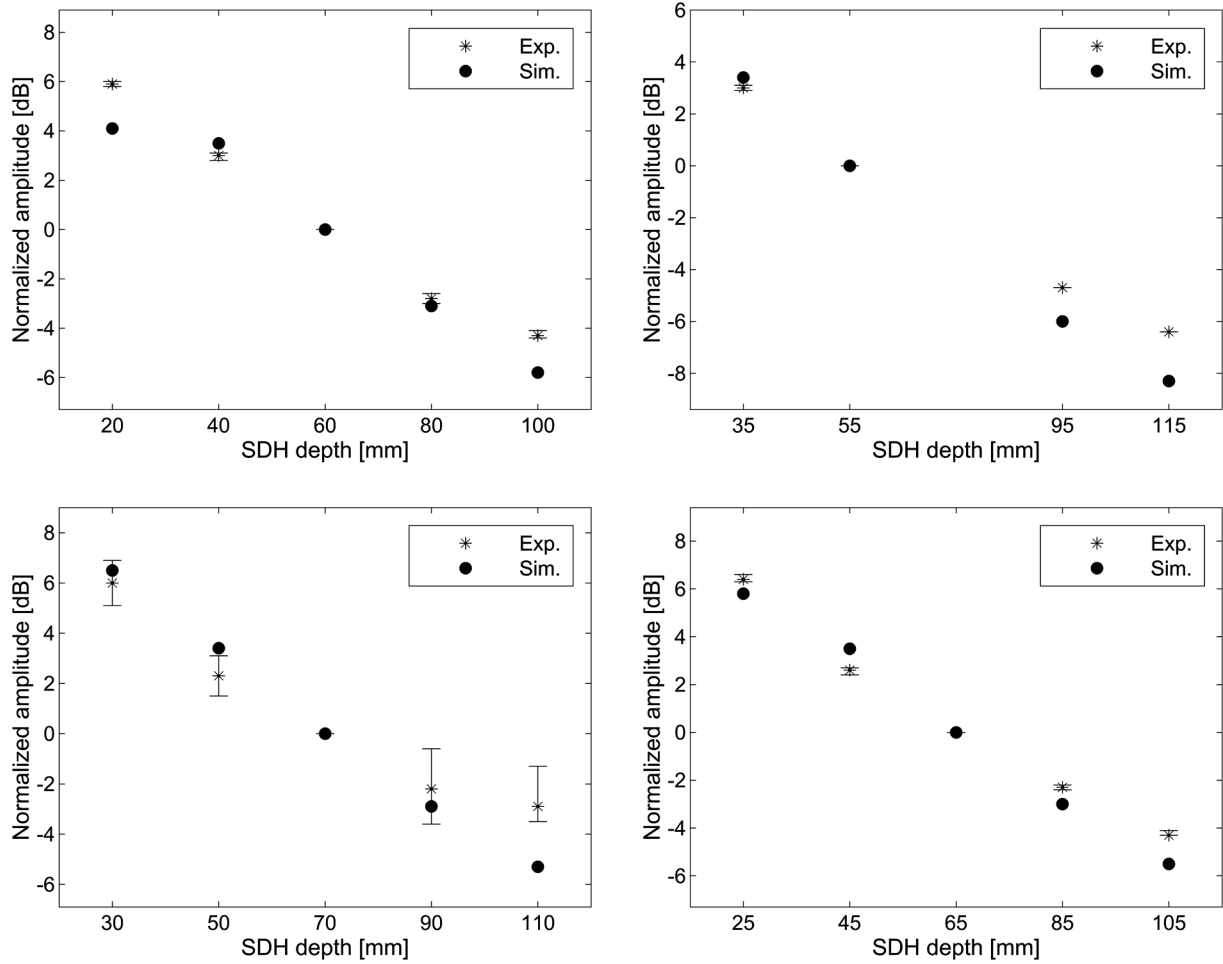 8
6
4
2
0
-2
-4
-6
20 40 60 80 100
SDH depth [mm]
Normalized amplitude [dB]
Exp.
Sim.
6
4
2
0
-2
-4
-6
-8
35 55 95 115
SDH depth [mm]
Normalized amplitude [dB]
Exp.
Sim.
8
6
4
2
0
-2
-4
-6
30 50 70 90 110
SDH depth [mm]
Normalized amplitude [dB]
Exp.
Sim.
8
6
4
2
0
-2
-4
-6
25 45 65 85 105
SDH depth [mm]
Normalized amplitude [dB]
Exp.
Sim.